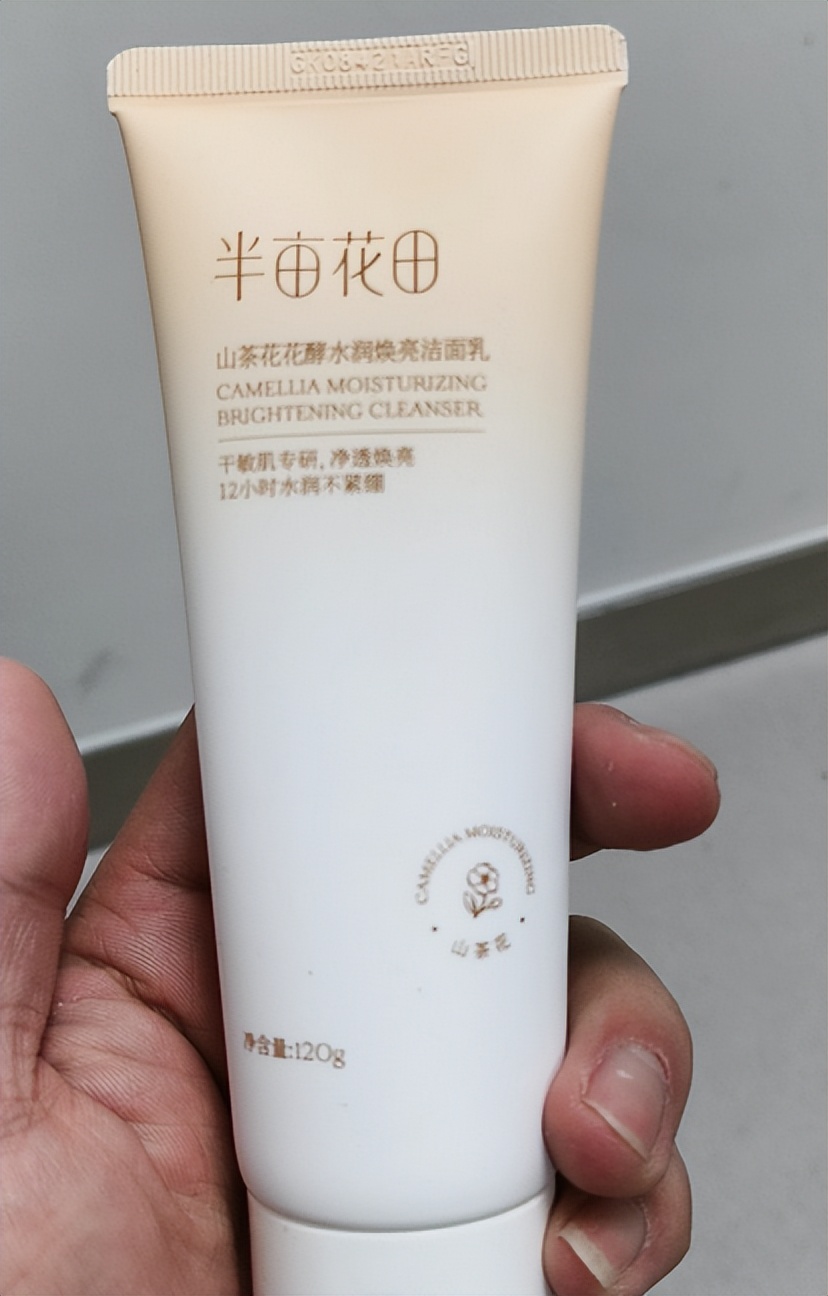 GK08421ARFG
半亩花田
山茶花花酵水润焕亮洁面乳
CAMELLIA MOISTURIZING
BRIGHTENING CLEANSER
干敏肌专研,净透焕亮
12小时水润不紧绷
CAMELLIA MOISTURIZING
山茶花
净含量:120g